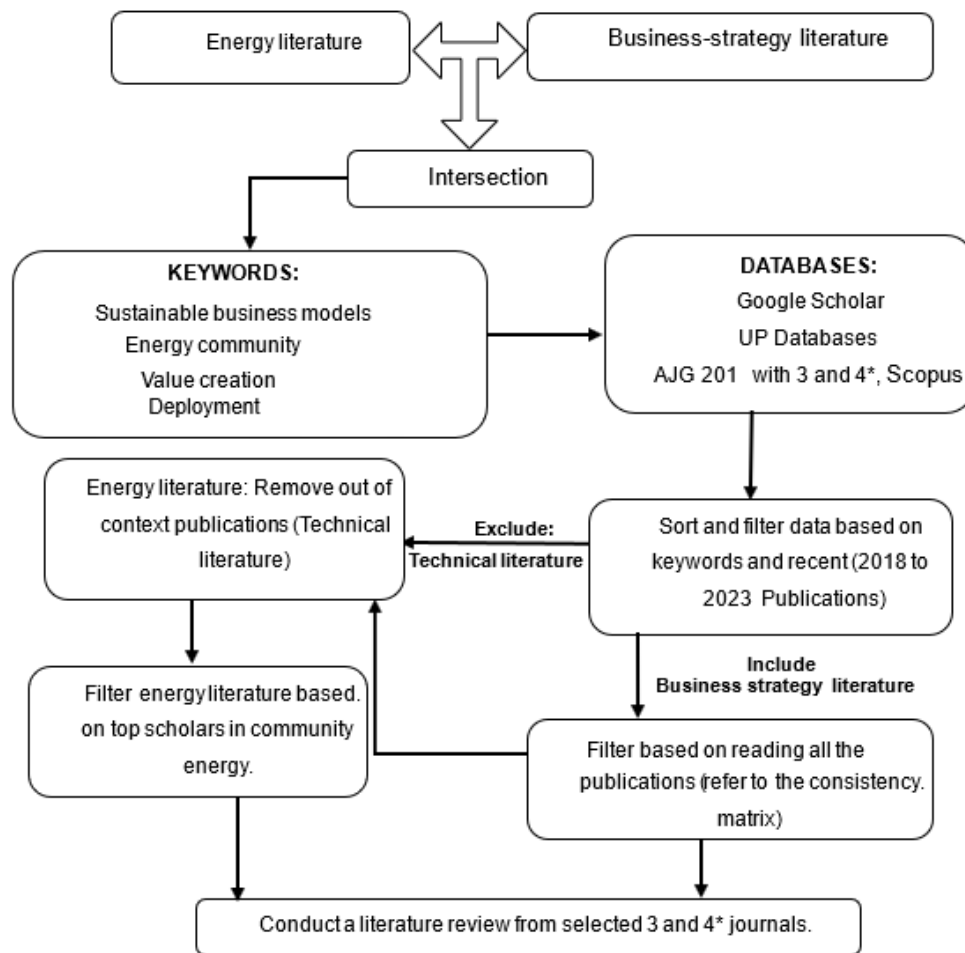 Energy literature
Business-strategy literature
Intersection
KEYWORDS:
Sustainable business models
Energy community
Value creation
Deployment
DATABASES:
Google Scholar
UP Databases
AJG 201 with 3 and 4*, Scopus
Energy literature: Remove out of
context publications (Technical
literature)
Exclude:
Technical literature
Sort and filter data based on
keywords and recent (2018 to
2023 Publications)
Include
Business strategy literature
Filter energy literature based.
on top scholars in community
energy.
Filter based on reading all the
publications (refer to the consistency.
matrix)
Conduct a literature review from selected 3 and 4* journals.